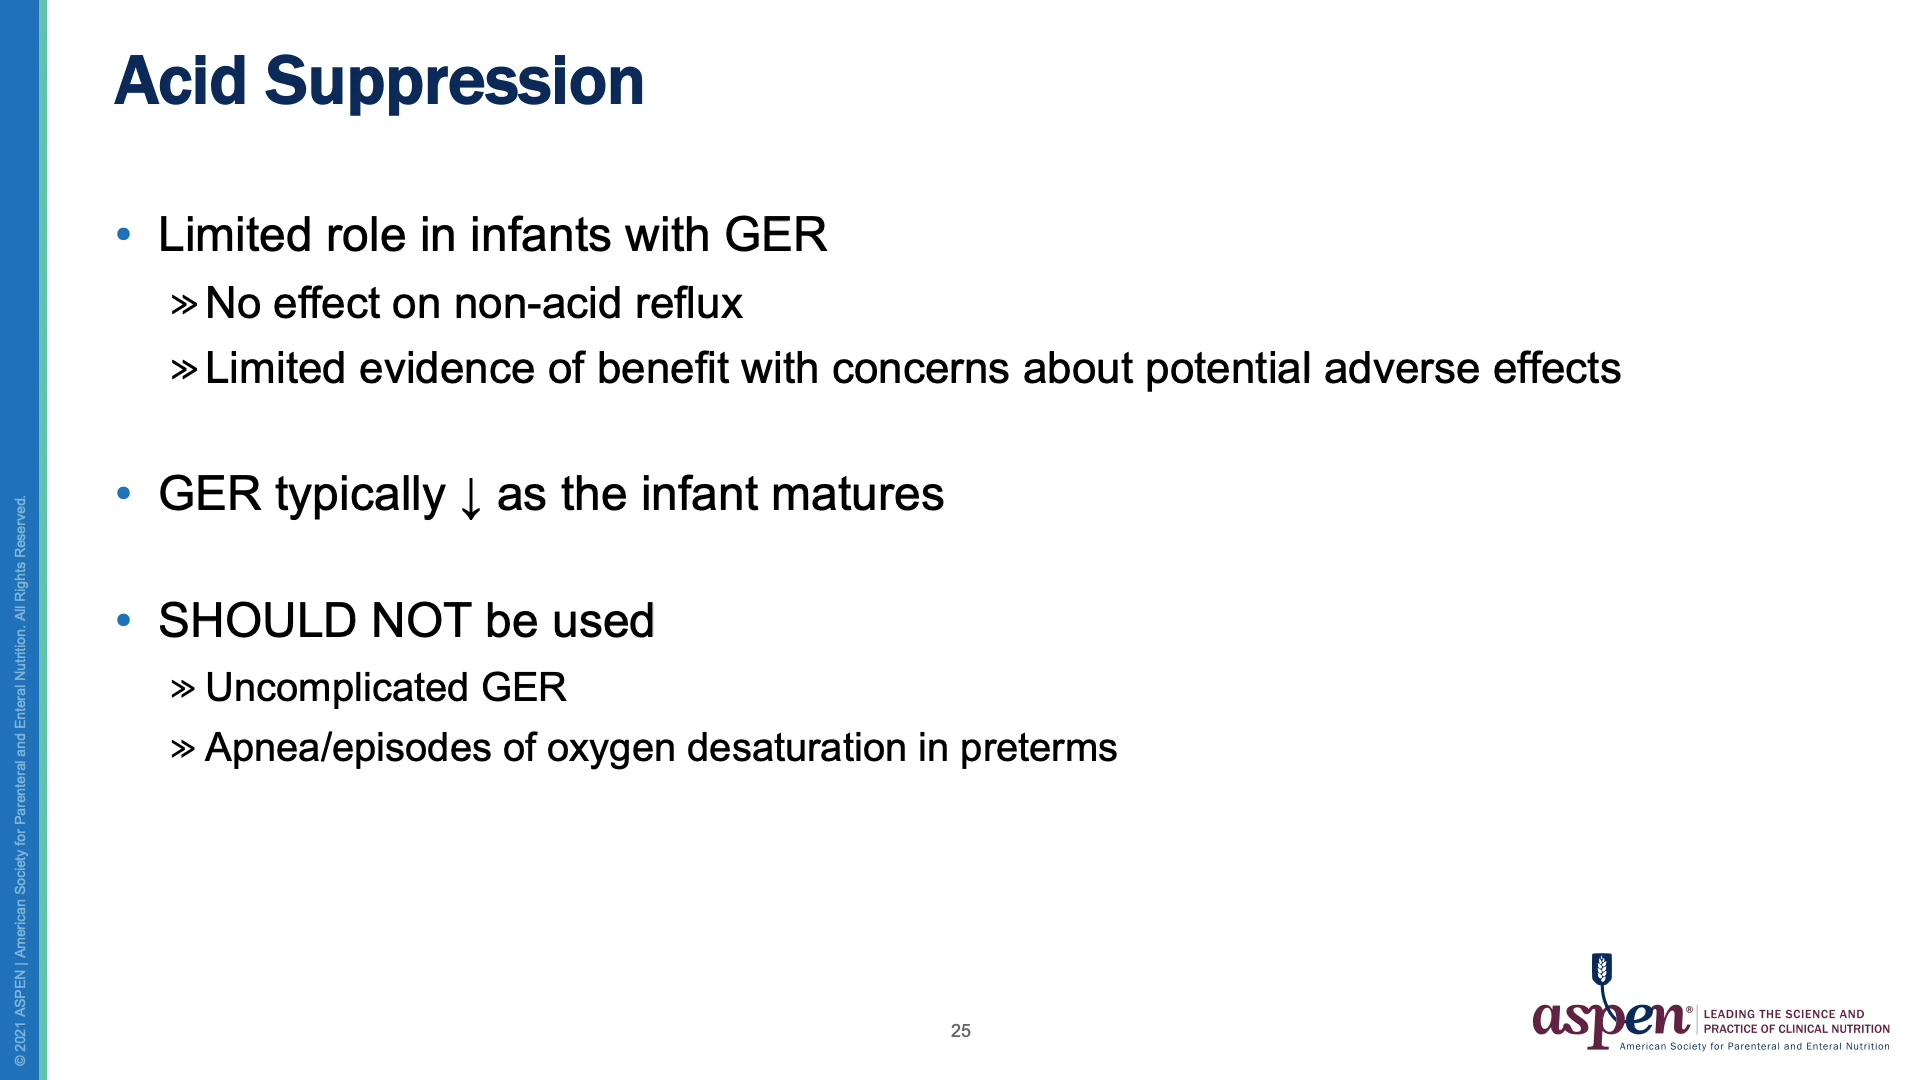 Acid Suppression
• Limited role in infants with GER
» No effect on non-acid reflux
» Limited evidence of benefit with concerns about potential adverse effects
• GER typically ↓ as the infant matures
• SHOULD NOT be used
» Uncomplicated GER
» Apnea/episodes of oxygen desaturation in preterms
© 2021 ASPEN | American Society for Parenteral and Enteral Nutrition. All Rights Reserved.
25
aspen®
LEADING THE SCIENCE AND
PRACTICE OF CLINICAL NUTRITION
American Society for Parenteral and Enteral Nutrition